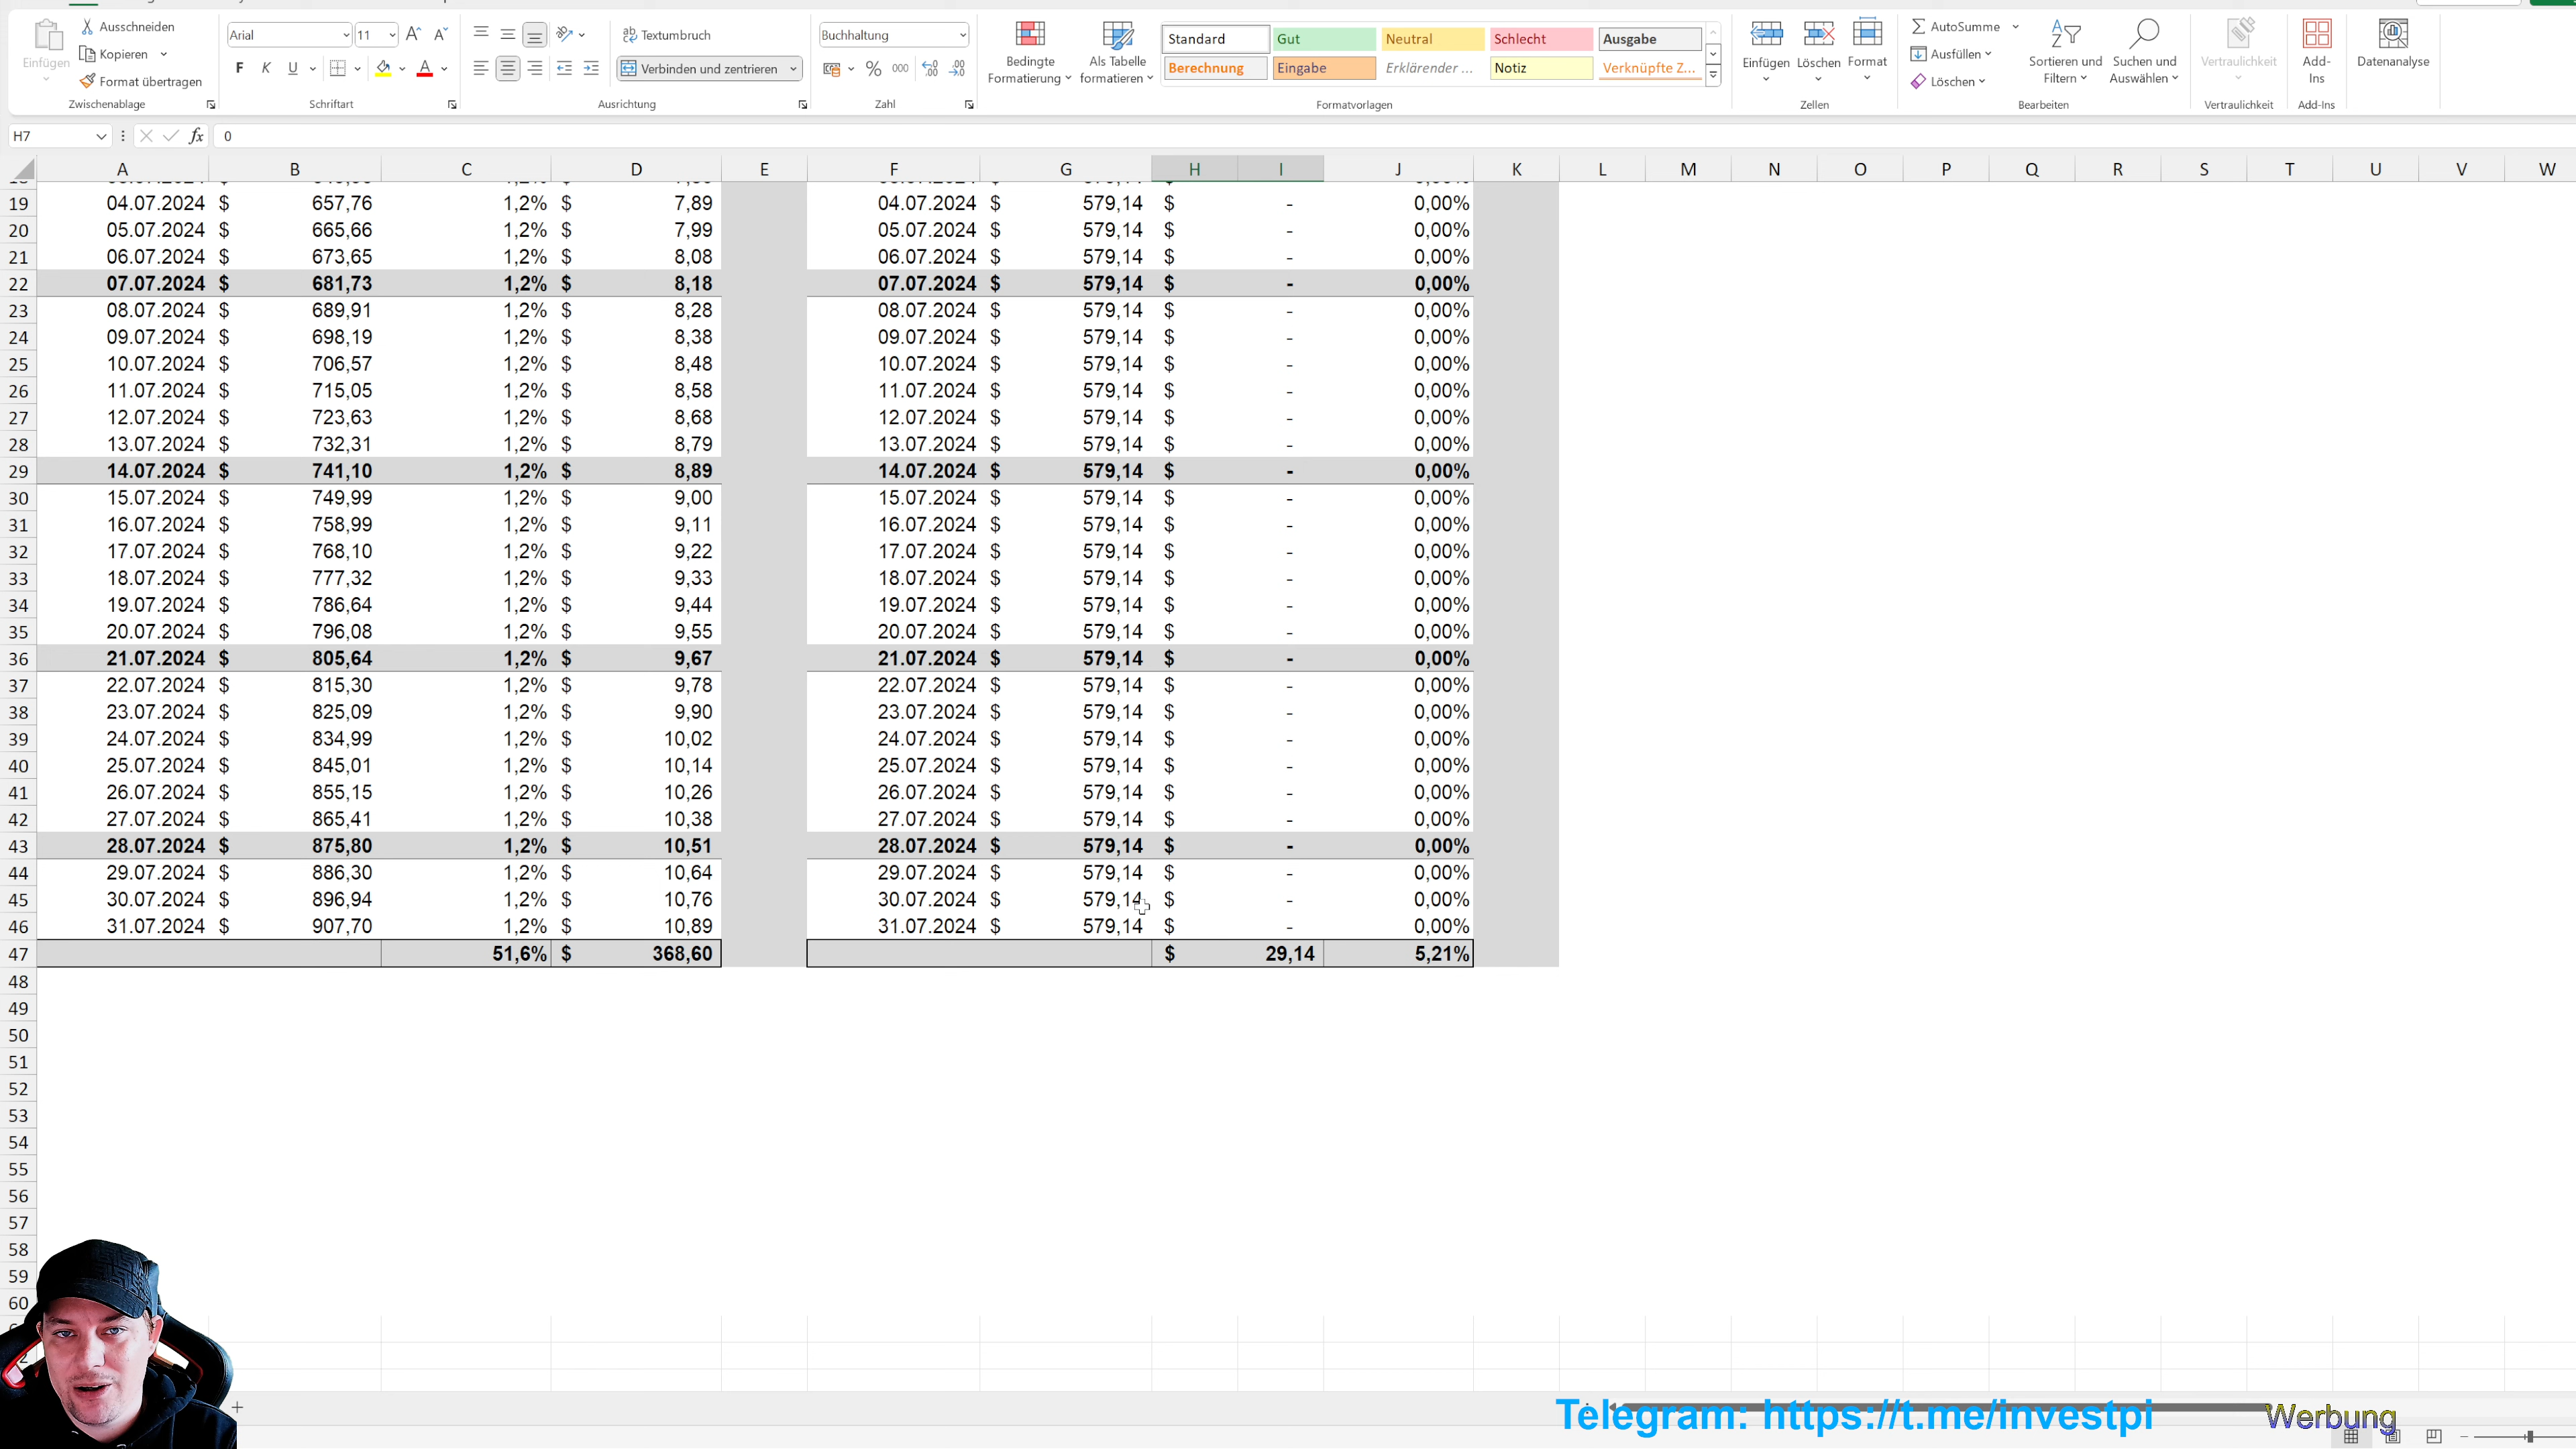 Einfügen
Ausschneiden
Kopieren
Format übertragen
Zwischenablage
Arial 11
F K U
Schriftart
Textumbruch
Verbinden und zentrieren
Ausrichtung
Buchhaltung
% 000
Zahl
Bedingte Formatierung
Als Tabelle formatieren
Standard Gut Neutral Schlecht Ausgabe
Berechnung Eingabe Erklärender ... Notiz Verknüpfte Z...
Formatvorlagen
Einfügen Löschen Format
Zellen
AutoSumme
Ausfüllen
Löschen
Sortieren und Filtern
Suchen und Auswählen
Bearbeiten
Vertraulichkeit
Vertraulichkeit
Add-Ins
Add-Ins
Datenanalyse
H7 fx 0
A B C D E F G H I J K L M N O P Q R S T U V W
19 04.07.2024 $ 657,76 1,2% $ 7,89 04.07.2024 $ 579,14 $ - 0,00%
20 05.07.2024 $ 665,66 1,2% $ 7,99 05.07.2024 $ 579,14 $ - 0,00%
21 06.07.2024 $ 673,65 1,2% $ 8,08 06.07.2024 $ 579,14 $ - 0,00%
22 07.07.2024 $ 681,73 1,2% $ 8,18 07.07.2024 $ 579,14 $ - 0,00%
23 08.07.2024 $ 689,91 1,2% $ 8,28 08.07.2024 $ 579,14 $ - 0,00%
24 09.07.2024 $ 698,19 1,2% $ 8,38 09.07.2024 $ 579,14 $ - 0,00%
25 10.07.2024 $ 706,57 1,2% $ 8,48 10.07.2024 $ 579,14 $ - 0,00%
26 11.07.2024 $ 715,05 1,2% $ 8,58 11.07.2024 $ 579,14 $ - 0,00%
27 12.07.2024 $ 723,63 1,2% $ 8,68 12.07.2024 $ 579,14 $ - 0,00%
28 13.07.2024 $ 732,31 1,2% $ 8,79 13.07.2024 $ 579,14 $ - 0,00%
29 14.07.2024 $ 741,10 1,2% $ 8,89 14.07.2024 $ 579,14 $ - 0,00%
30 15.07.2024 $ 749,99 1,2% $ 9,00 15.07.2024 $ 579,14 $ - 0,00%
31 16.07.2024 $ 758,99 1,2% $ 9,11 16.07.2024 $ 579,14 $ - 0,00%
32 17.07.2024 $ 768,10 1,2% $ 9,22 17.07.2024 $ 579,14 $ - 0,00%
33 18.07.2024 $ 777,32 1,2% $ 9,33 18.07.2024 $ 579,14 $ - 0,00%
34 19.07.2024 $ 786,64 1,2% $ 9,44 19.07.2024 $ 579,14 $ - 0,00%
35 20.07.2024 $ 796,08 1,2% $ 9,55 20.07.2024 $ 579,14 $ - 0,00%
36 21.07.2024 $ 805,64 1,2% $ 9,67 21.07.2024 $ 579,14 $ - 0,00%
37 22.07.2024 $ 815,30 1,2% $ 9,78 22.07.2024 $ 579,14 $ - 0,00%
38 23.07.2024 $ 825,09 1,2% $ 9,90 23.07.2024 $ 579,14 $ - 0,00%
39 24.07.2024 $ 834,99 1,2% $ 10,02 24.07.2024 $ 579,14 $ - 0,00%
40 25.07.2024 $ 845,01 1,2% $ 10,14 25.07.2024 $ 579,14 $ - 0,00%
41 26.07.2024 $ 855,15 1,2% $ 10,26 26.07.2024 $ 579,14 $ - 0,00%
42 27.07.2024 $ 865,41 1,2% $ 10,38 27.07.2024 $ 579,14 $ - 0,00%
43 28.07.2024 $ 875,80 1,2% $ 10,51 28.07.2024 $ 579,14 $ - 0,00%
44 29.07.2024 $ 886,30 1,2% $ 10,64 29.07.2024 $ 579,14 $ - 0,00%
45 30.07.2024 $ 896,94 1,2% $ 10,76 30.07.2024 $ 579,14 $ - 0,00%
46 31.07.2024 $ 907,70 1,2% $ 10,89 31.07.2024 $ 579,14 $ - 0,00%
47 51,6% $ 368,60 $ 29,14 5,21%
48
49
50
51
52
53
54
55
56
57
58
59
60
Telegram: https://t.me/investpi
Werbung